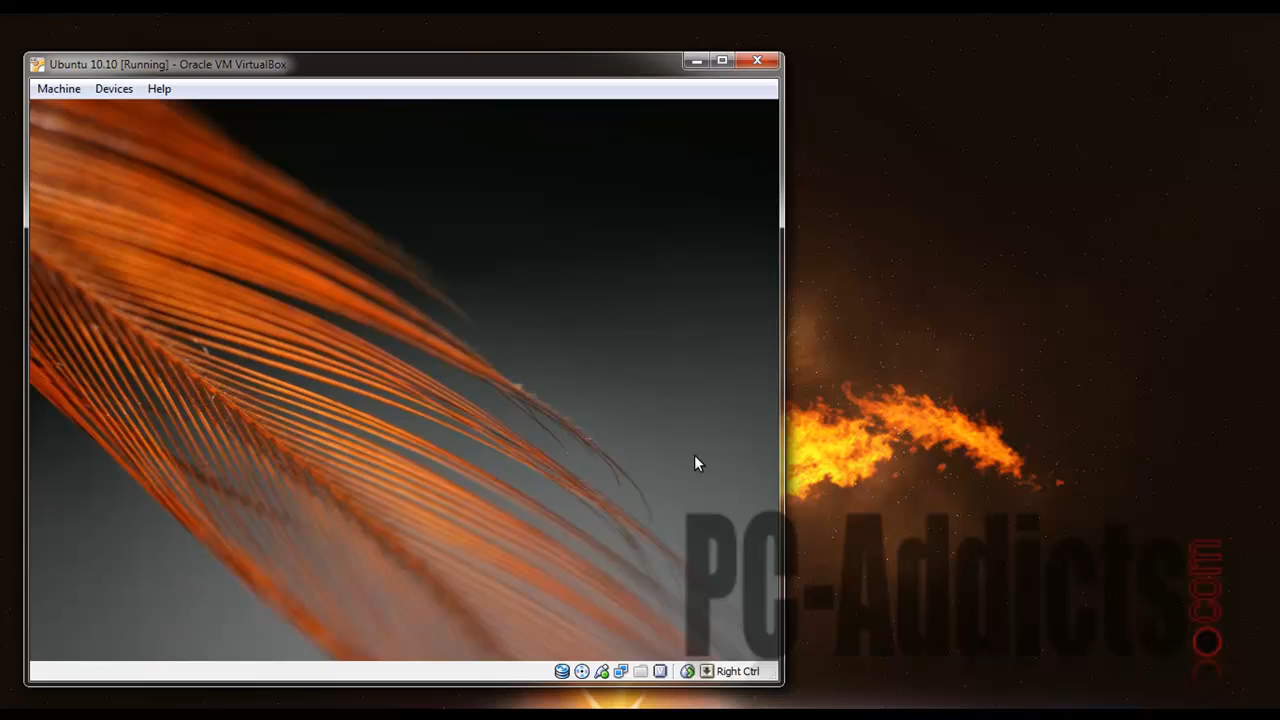 Ubuntu 10.10 [Running] - Oracle VM VirtualBox
Machine Devices Help
Right Ctrl
PC-Addicts
.com